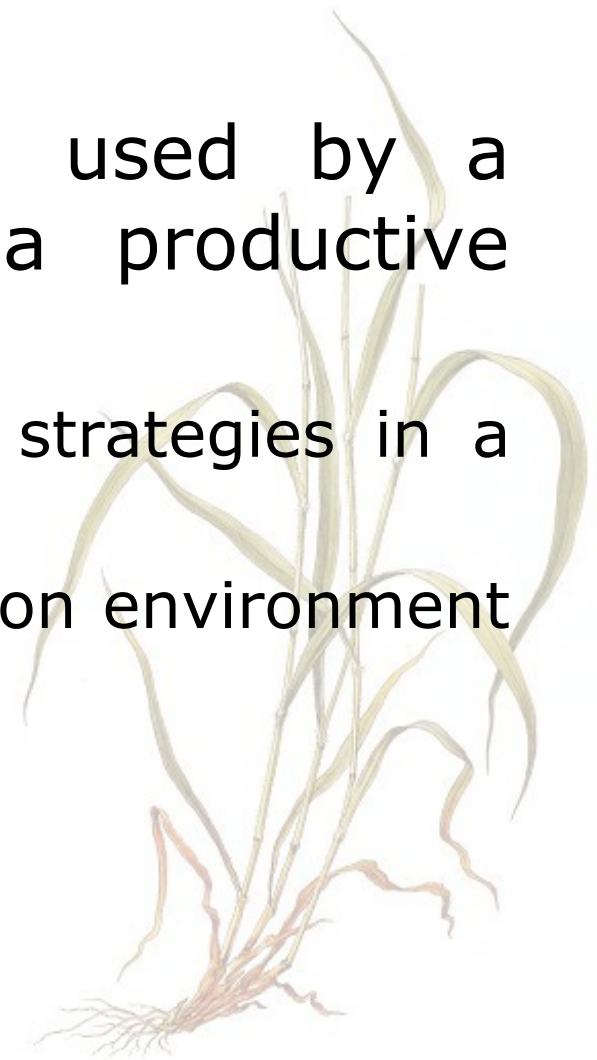 used by a
a productive
strategies in a
on environment